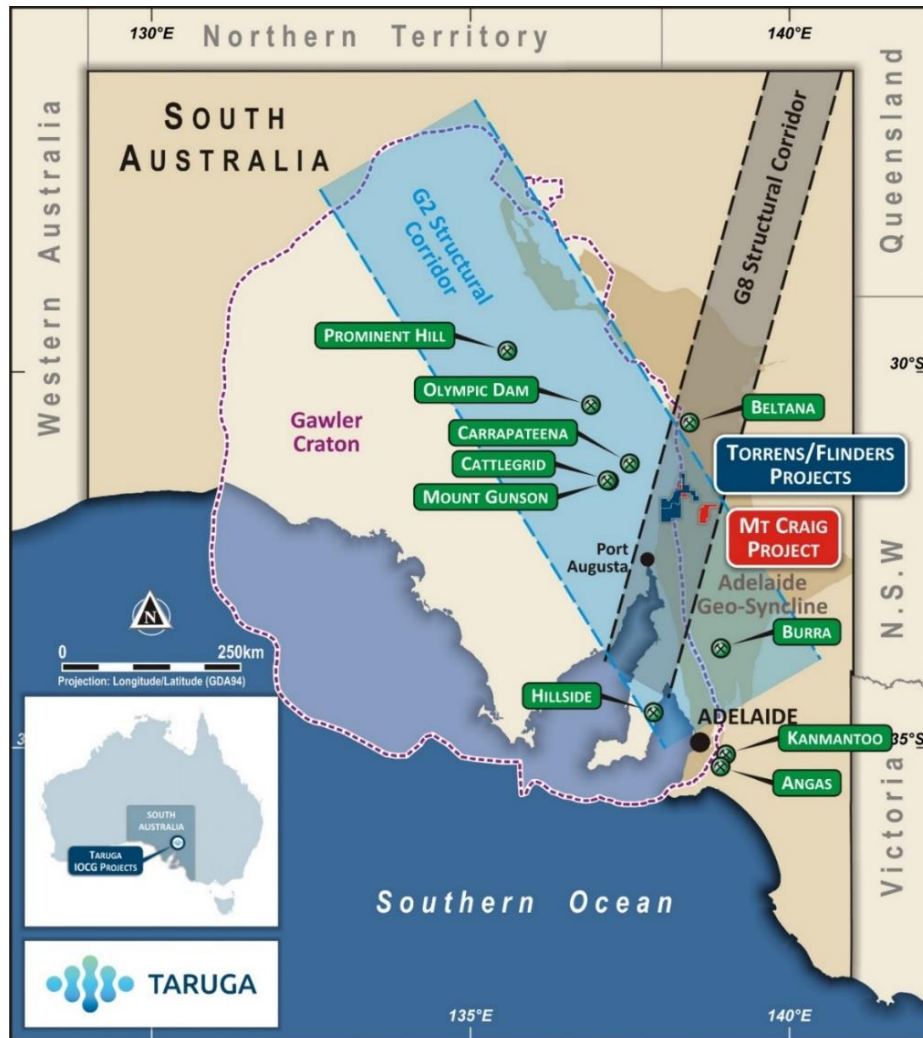 130°E
140°E
Northern Territory
Western Australia
Queensland
SOUTH
AUSTRALIA
G2 Structural
Corridor
G8 Structural Corridor
PROMINENT HILL
30°S
OLYMPIC DAM
BELTANA
Gawler
Craton
CARRAPATEENA
CATTLEGRID
MOUNT GUNSON
TORRENS/FLINDERS
PROJECTS
MT CRAIG
PROJECT
Port
Augusta
Adelaide
Geo-Syncline
N.S.W
N
BURRA
0 250km
Projection: Longitude/Latitude (GDA94)
HILLSIDE
ADELAIDE
KANMANTOO
35°S
ANGAS
Victoria
SOUTH
AUSTRALIA
TARUGA
IOCG PROJECTS
Southern Ocean
TARUGA
135°E
140°E